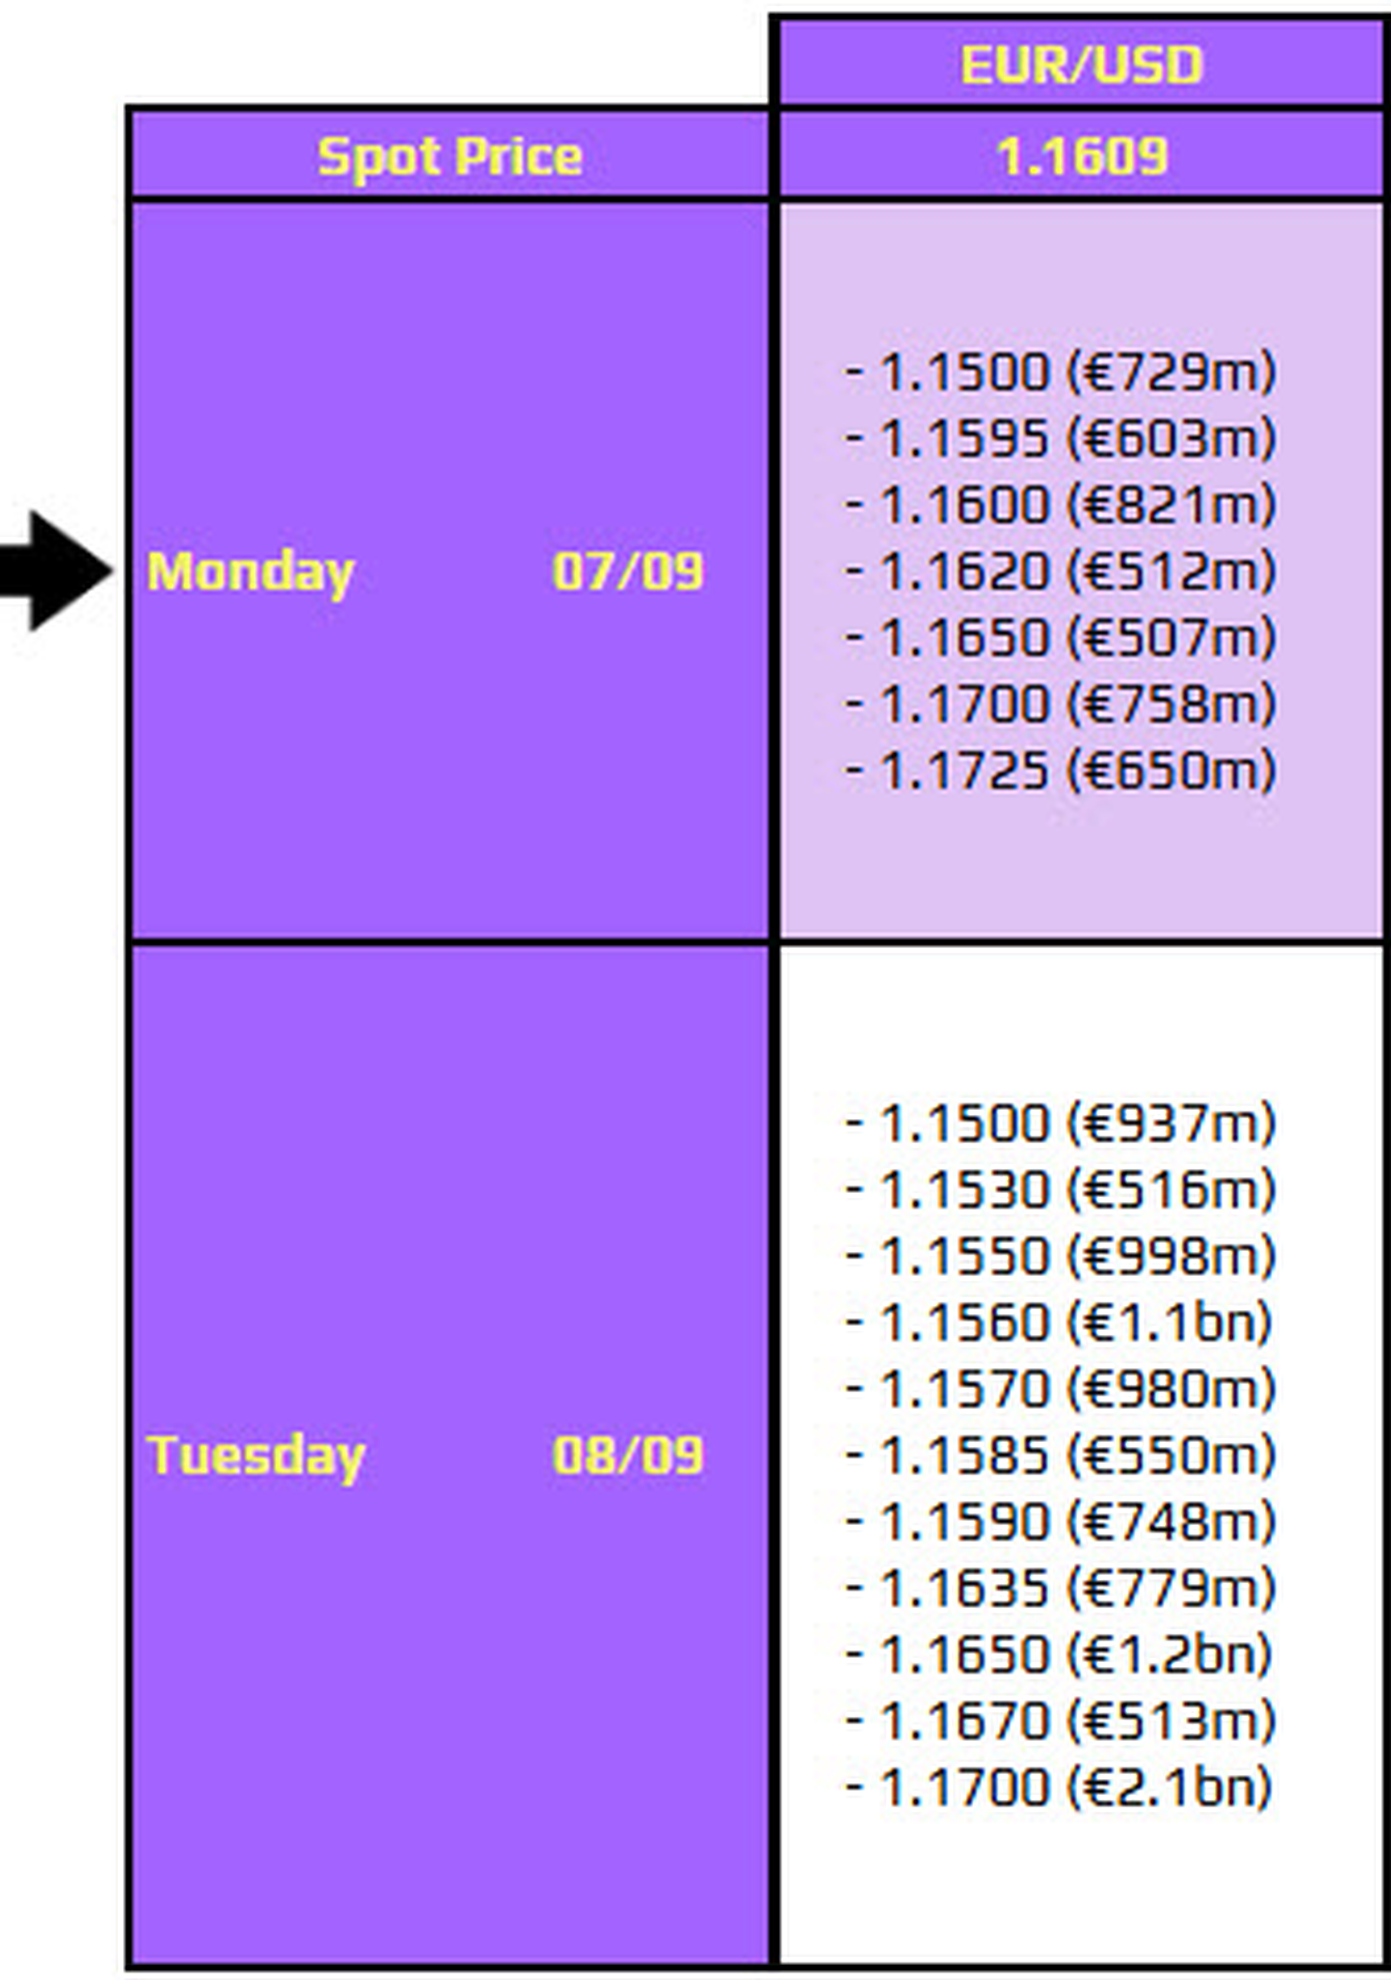 EUR/USD
Spot Price 1.1609
Monday 07/09
- 1.1500 (€729m)
- 1.1595 (€603m)
- 1.1600 (€821m)
- 1.1620 (€512m)
- 1.1650 (€507m)
- 1.1700 (€758m)
- 1.1725 (€650m)
Tuesday 08/09
- 1.1500 (€937m)
- 1.1530 (€516m)
- 1.1550 (€998m)
- 1.1560 (€1.1bn)
- 1.1570 (€980m)
- 1.1585 (€550m)
- 1.1590 (€748m)
- 1.1635 (€779m)
- 1.1650 (€1.2bn)
- 1.1670 (€513m)
- 1.1700 (€2.1bn)